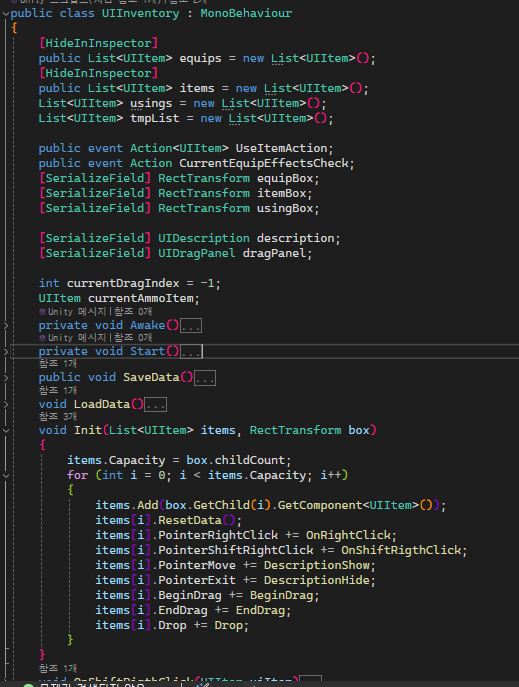 public class UIInventory : MonoBehaviour
{
[HideInInspector]
public List<UIItem> equips = new List<UIItem>();
[HideInInspector]
public List<UIItem> items = new List<UIItem>();
List<UIItem> usings = new List<UIItem>();
List<UIItem> tmpList = new List<UIItem>();
public event Action<UIItem> UseItemAction;
public event Action CurrentEquipEffectsCheck;
[SerializeField] RectTransform equipBox;
[SerializeField] RectTransform itemBox;
[SerializeField] RectTransform usingBox;
[SerializeField] UIDescription description;
[SerializeField] UIDragPanel dragPanel;
int currentDragIndex = -1;
UIItem currentAmmoItem;
Unity 메시지 | 참조 0개
private void Awake()...
Unity 메시지 | 참조 0개
private void Start()...
참조 1개
public void SaveData()...
참조 1개
void LoadData()...
참조 3개
void Init(List<UIItem> items, RectTransform box)
{
items.Capacity = box.childCount;
for (int i = 0; i < items.Capacity; i++)
{
items.Add(box.GetChild(i).GetComponent<UIItem>());
items[i].ResetData();
items[i].PointerRightClick += OnRightClick;
items[i].PointerShiftRightClick += OnShiftRigthClick;
items[i].PointerMove += DescriptionShow;
items[i].PointerExit += DescriptionHide;
items[i].BeginDrag += BeginDrag;
items[i].EndDrag += EndDrag;
items[i].Drop += Drop;
}
}
참조 1개
void OnShiftRigthClick(UIItem uiItem)...